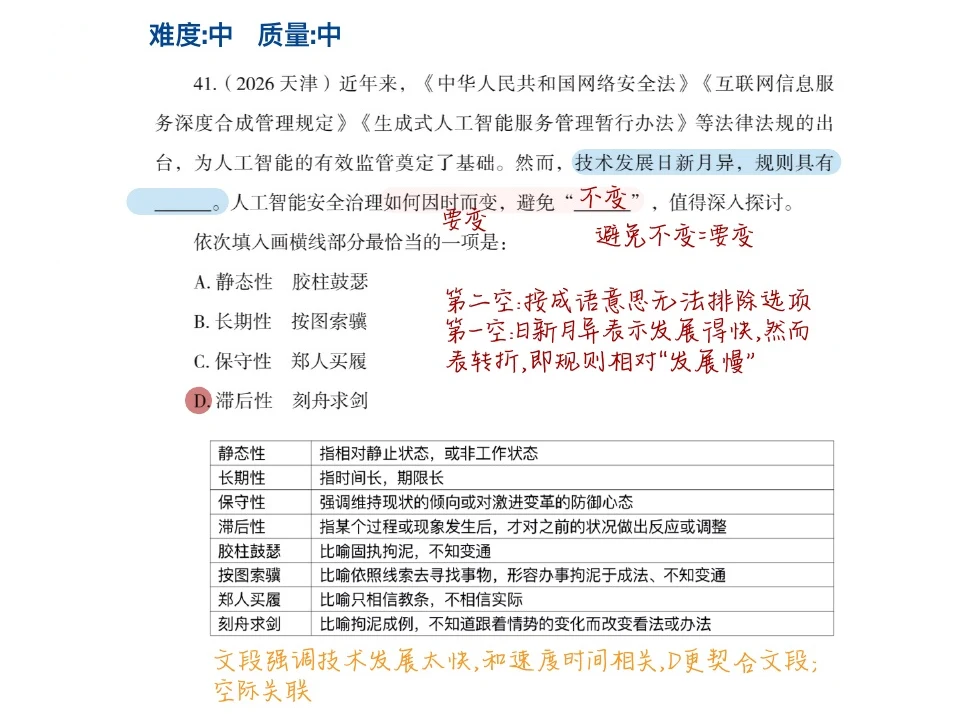 难度:中 质量:中
41.（2026 天津）近年来，《中华人民共和国网络安全法》《互联网信息服
务深度合成管理规定》《生成式人工智能服务管理暂行办法》等法律法规的出
台，为人工智能的有效监管奠定了基础。然而，技术发展日新月异，规则具有
______。人工智能安全治理如何因时而变，避免“______”，值得深入探讨。
不变
要变
避免不变=要变
依次填入画横线部分最恰当的一项是：
A. 静态性 胶柱鼓瑟
B. 长期性 按图索骥
C. 保守性 郑人买履
D. 滞后性 刻舟求剑
第二空:按成语意思无法排除选项
第一空:日新月异表示发展得快,然而
表转折,即规则相对“发展慢”
静态性 指相对静止状态，或非工作状态
长期性 指时间长，期限长
保守性 强调维持现状的倾向或对激进变革的防御心态
滞后性 指某个过程或现象发生后，才对之前的状况做出反应或调整
胶柱鼓瑟 比喻固执拘泥，不知变通
按图索骥 比喻依照线索去寻找事物，形容办事拘泥于成法、不知变通
郑人买履 比喻只相信教条，不相信实际
刻舟求剑 比喻拘泥成例，不知道跟着情势的变化而改变看法或办法
文段强调技术发展太快,和速度时间相关,D更契合文段;
空际关联